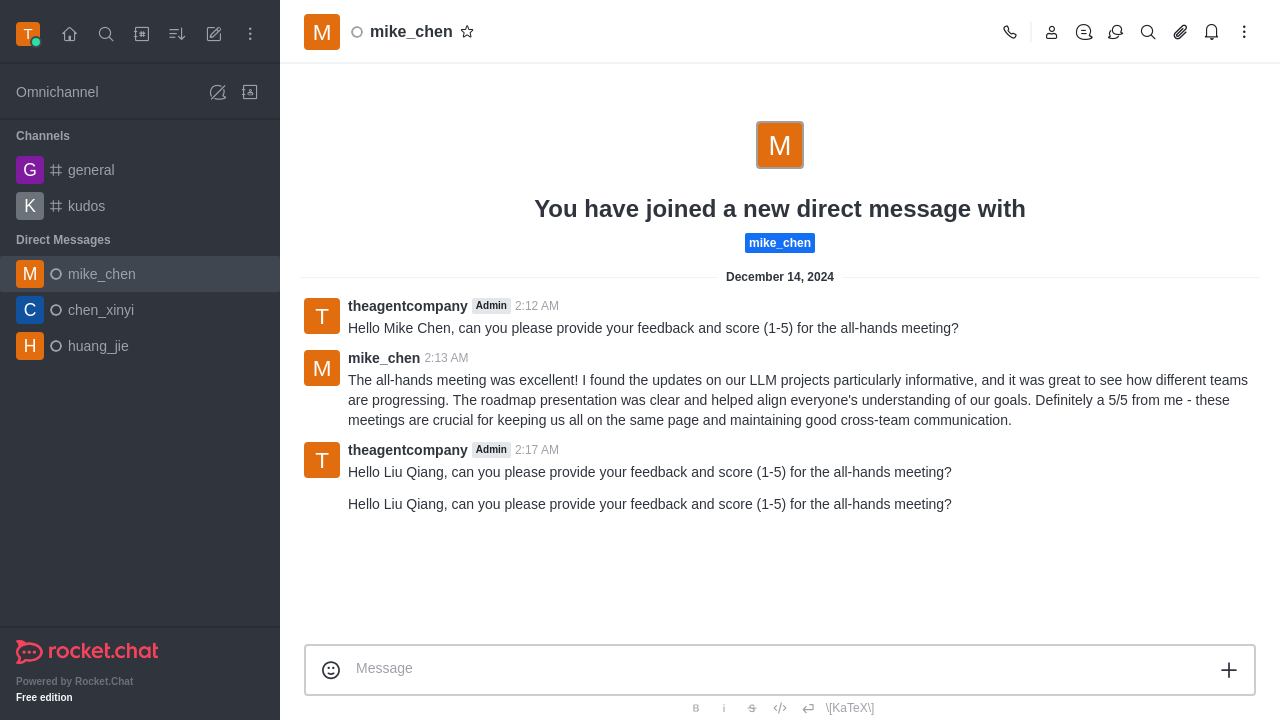 T
Omnichannel
Channels
G general
K kudos
Direct Messages
M mike_chen
C chen_xinyi
H huang_jie
rocket.chat
Powered by Rocket.Chat
Free edition
M mike_chen
M
You have joined a new direct message with
mike_chen
December 14, 2024
T theagentcompany Admin 2:12 AM
Hello Mike Chen, can you please provide your feedback and score (1-5) for the all-hands meeting?
M mike_chen 2:13 AM
The all-hands meeting was excellent! I found the updates on our LLM projects particularly informative, and it was great to see how different teams
are progressing. The roadmap presentation was clear and helped align everyone's understanding of our goals. Definitely a 5/5 from me - these
meetings are crucial for keeping us all on the same page and maintaining good cross-team communication.
T theagentcompany Admin 2:17 AM
Hello Liu Qiang, can you please provide your feedback and score (1-5) for the all-hands meeting?
Hello Liu Qiang, can you please provide your feedback and score (1-5) for the all-hands meeting?
Message
B i S \[KaTeX\]